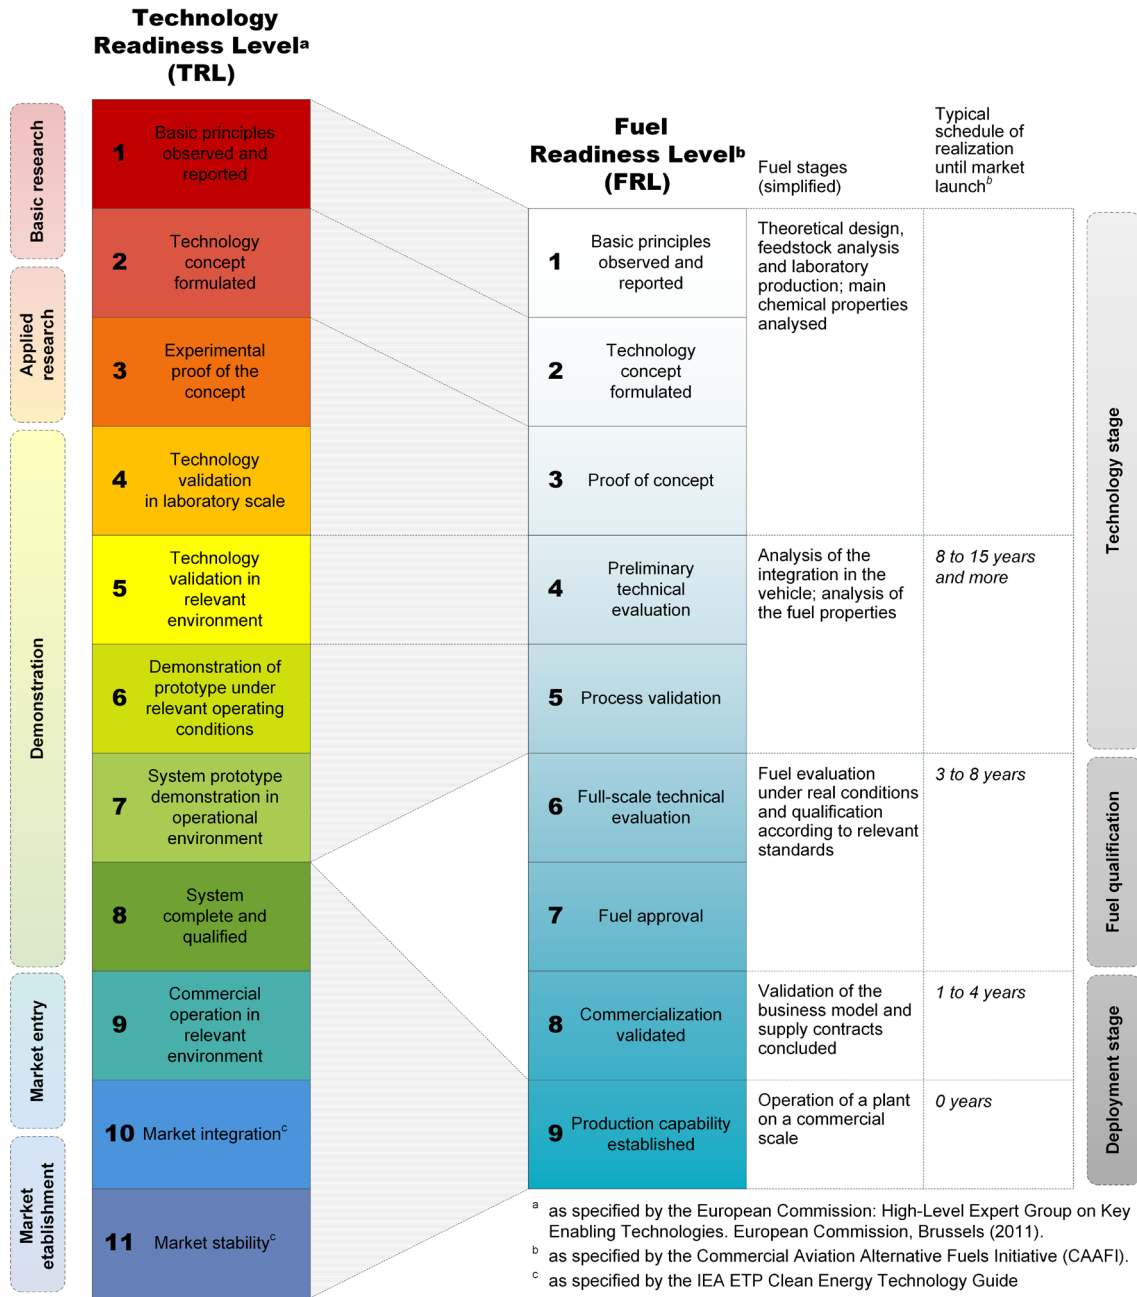 Technology
Readiness Levelᵃ
(TRL)
Basic research
Applied
research
Demonstration
Market entry
Market
etablishment
1
Basic principles
observed and
reported
2
Technology
concept
formulated
3
Experimental
proof of the
concept
4
Technology
validation
in laboratory scale
5
Technology
validation in
relevant
environment
6
Demonstration of
prototype under
relevant operating
conditions
7
System prototype
demonstration in
operational
environment
8
System
complete and
qualified
9
Commercial
operation in
relevant
environment
10 Market integrationᶜ
11 Market stabilityᶜ
Fuel
Readiness Levelᵇ
(FRL)
1
Basic principles
observed and
reported
2
Technology
concept
formulated
3 Proof of concept
4
Preliminary
technical
evaluation
5 Process validation
6
Full-scale technical
evaluation
7 Fuel approval
8
Commercialization
validated
9
Production capability
established
Fuel stages
(simplified)
Theoretical design,
feedstock analysis
and laboratory
production; main
chemical properties
analysed
Analysis of the
integration in the
vehicle; analysis of
the fuel properties
Fuel evaluation
under real conditions
and qualification
according to relevant
standards
Validation of the
business model and
supply contracts
concluded
Operation of a plant
on a commercial
scale
Typical
schedule of
realization
until market
launchᵇ
8 to 15 years
and more
3 to 8 years
1 to 4 years
0 years
Technology stage
Fuel qualification
Deployment stage
ᵃ as specified by the European Commission: High-Level Expert Group on Key
Enabling Technologies. European Commission, Brussels (2011).
ᵇ as specified by the Commercial Aviation Alternative Fuels Initiative (CAAFI).
ᶜ as specified by the IEA ETP Clean Energy Technology Guide